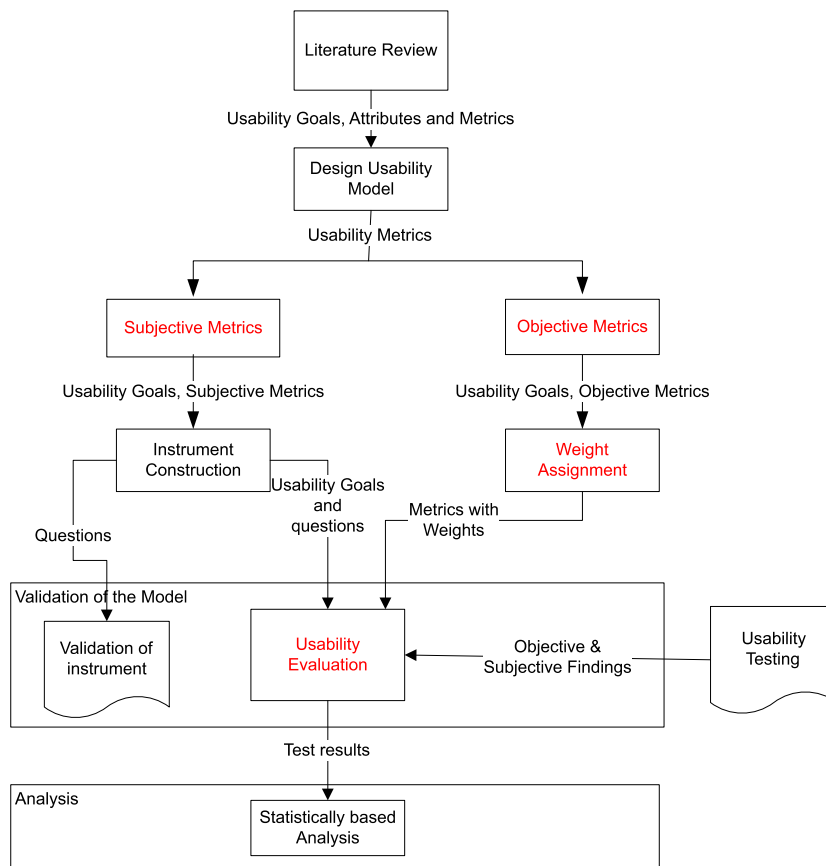 Literature Review
Usability Goals, Attributes and Metrics
Design Usability
Model
Usability Metrics
Subjective Metrics
Objective Metrics
Usability Goals, Subjective Metrics
Usability Goals, Objective Metrics
Instrument
Construction
Weight
Assignment
Usability Goals
and
questions
Metrics with
Weights
Questions
Validation of the Model
Validation of
instrument
Usability
Evaluation
Objective &
Subjective Findings
Usability
Testing
Test results
Analysis
Statistically based
Analysis